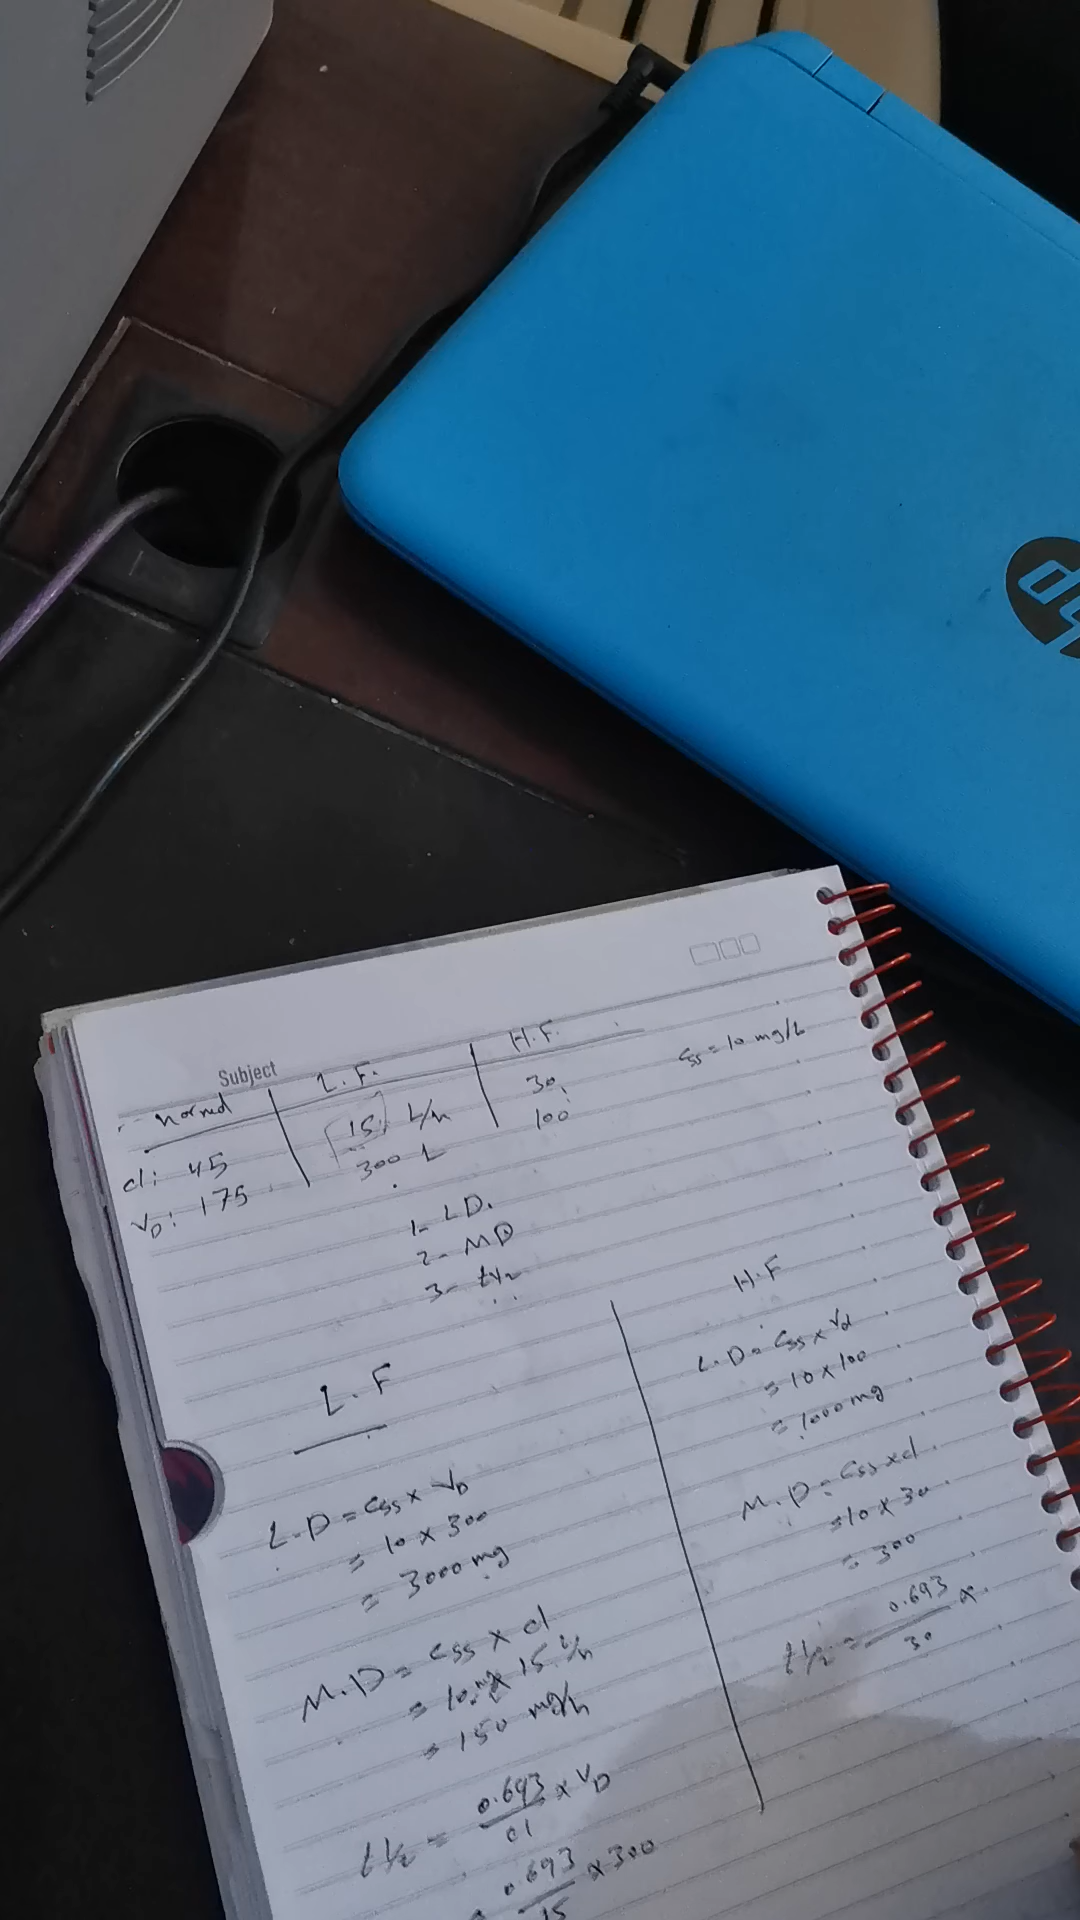 hp
Subject
normal | L.F. | H.F.
Css = 10 mg/L
cl: 45 | 15 L/h | 30
VD: 175 | 300 L | 100
1- LD.
2- MD
3- t1/2
L.F
L.D = Css x VD
= 10 x 300
= 3000 mg
M.D = Css x cl
= 10 mg/L x 15 L/h
= 150 mg/h
t1/2 = 0.693/cl x VD
= 0.693/15 x 300
H.F
L.D = Css x Vd
= 10 x 100
= 1000 mg
M.D = Css x cl
= 10 x 30
= 300
t1/2 = 0.693/30 x